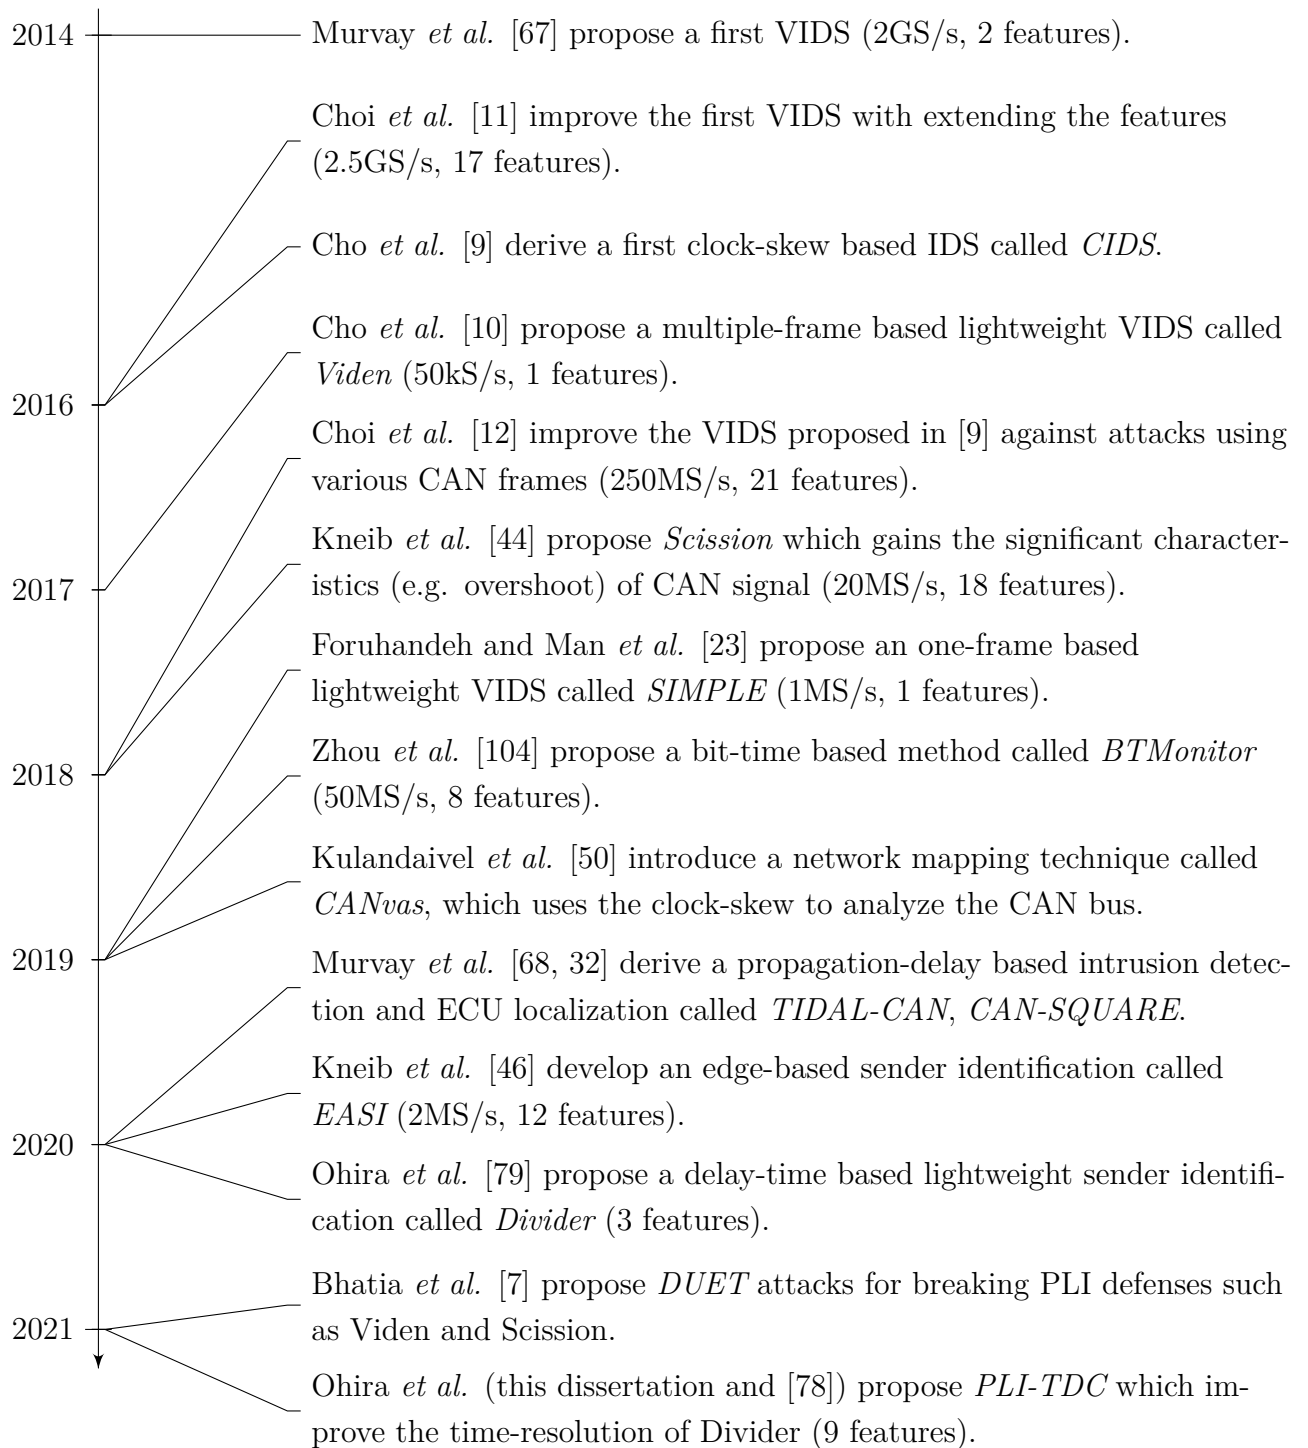 2014 Murvay et al. [67] propose a first VIDS (2GS/s, 2 features).
Choi et al. [11] improve the first VIDS with extending the features
(2.5GS/s, 17 features).
Cho et al. [9] derive a first clock-skew based IDS called CIDS.
Cho et al. [10] propose a multiple-frame based lightweight VIDS called
Viden (50kS/s, 1 features).
2016
Choi et al. [12] improve the VIDS proposed in [9] against attacks using
various CAN frames (250MS/s, 21 features).
Kneib et al. [44] propose Scission which gains the significant character-
istics (e.g. overshoot) of CAN signal (20MS/s, 18 features).
2017
Foruhandeh and Man et al. [23] propose an one-frame based
lightweight VIDS called SIMPLE (1MS/s, 1 features).
Zhou et al. [104] propose a bit-time based method called BTMonitor
2018
(50MS/s, 8 features).
Kulandaivel et al. [50] introduce a network mapping technique called
CANvas, which uses the clock-skew to analyze the CAN bus.
2019
Murvay et al. [68, 32] derive a propagation-delay based intrusion detec-
tion and ECU localization called TIDAL-CAN, CAN-SQUARE.
Kneib et al. [46] develop an edge-based sender identification called
EASI (2MS/s, 12 features).
2020
Ohira et al. [79] propose a delay-time based lightweight sender identifi-
cation called Divider (3 features).
Bhatia et al. [7] propose DUET attacks for breaking PLI defenses such
as Viden and Scission.
2021
Ohira et al. (this dissertation and [78]) propose PLI-TDC which im-
prove the time-resolution of Divider (9 features).